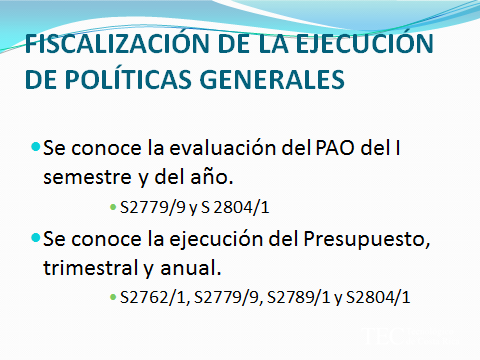 FISCALIZACIÓN DE LA EJECUCIÓN
DE POLÍTICAS GENERALES
Se conoce la evaluación del PAO del I
semestre y del año.
S2779/9 y S 2804/1
Se conoce la ejecución del Presupuesto,
trimestral y anual.
S2762/1, S2779/9, S2789/1 y S2804/1